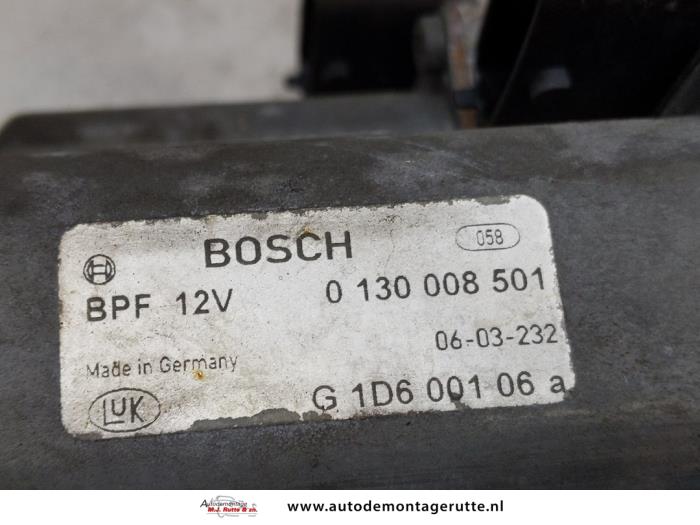 BOSCH 058
BPF 12V 0 130 008 501
06-03-232
Made in Germany
LUK G 1D6 001 06 a
Autodemontage
M.J. Rutte & zn.
www.autodemontagerutte.nl